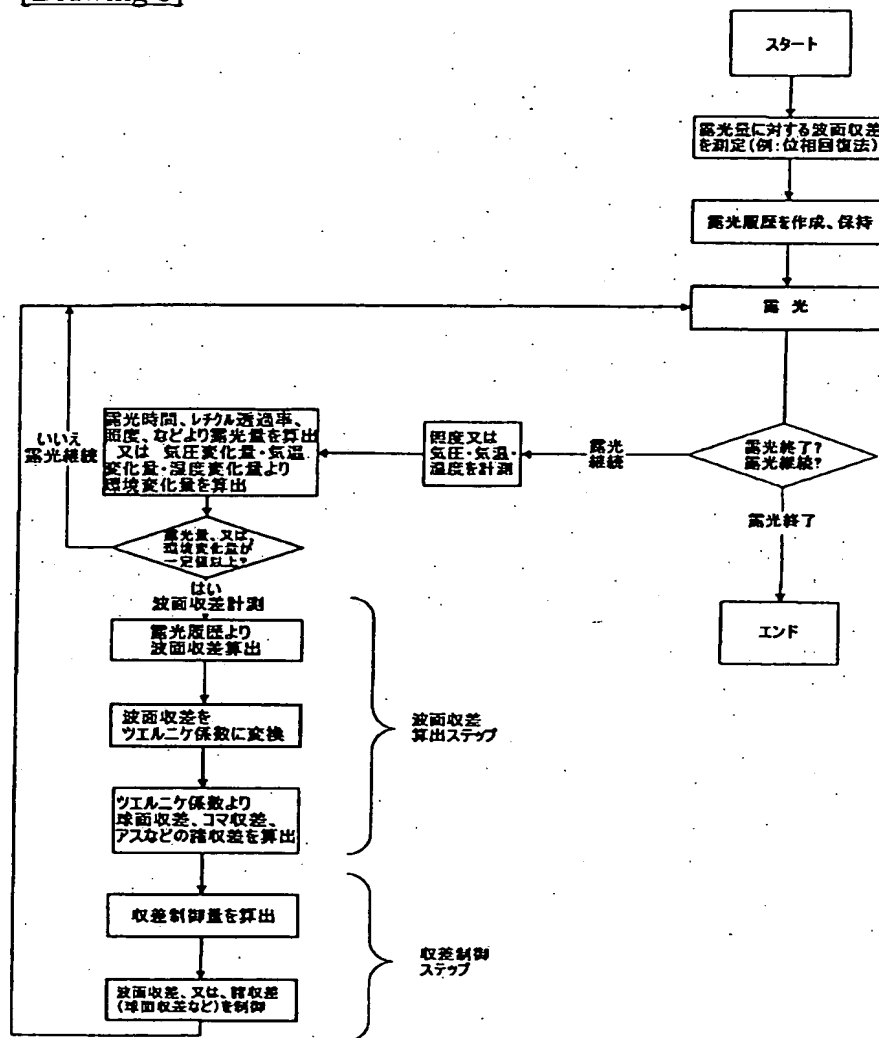 スタート
露光量に対する波面収差
を測定(例:位相回復法)
露光履歴を作成、保持
露 光
露光終了?
露光継続?
露光
継続
露光終了
エンド
照度又は
気圧・気温・
湿度を計測
露光時間、レチクル透過率、
照度、などより露光量を算出
又は 気圧変化量・気温
変化量・湿度変化量より
環境変化量を算出
いいえ
露光継続
露光量、又は、
環境変化量が
一定値以上?
はい
波面収差計測
露光履歴より
波面収差算出
波面収差を
ツエルニケ係数に変換
ツエルニケ係数より
球面収差、コマ収差、
アスなどの諸収差を算出
波面収差
算出ステップ
収差制御量を算出
波面収差、又は、諸収差
(球面収差など)を制御
収差制御
ステップ